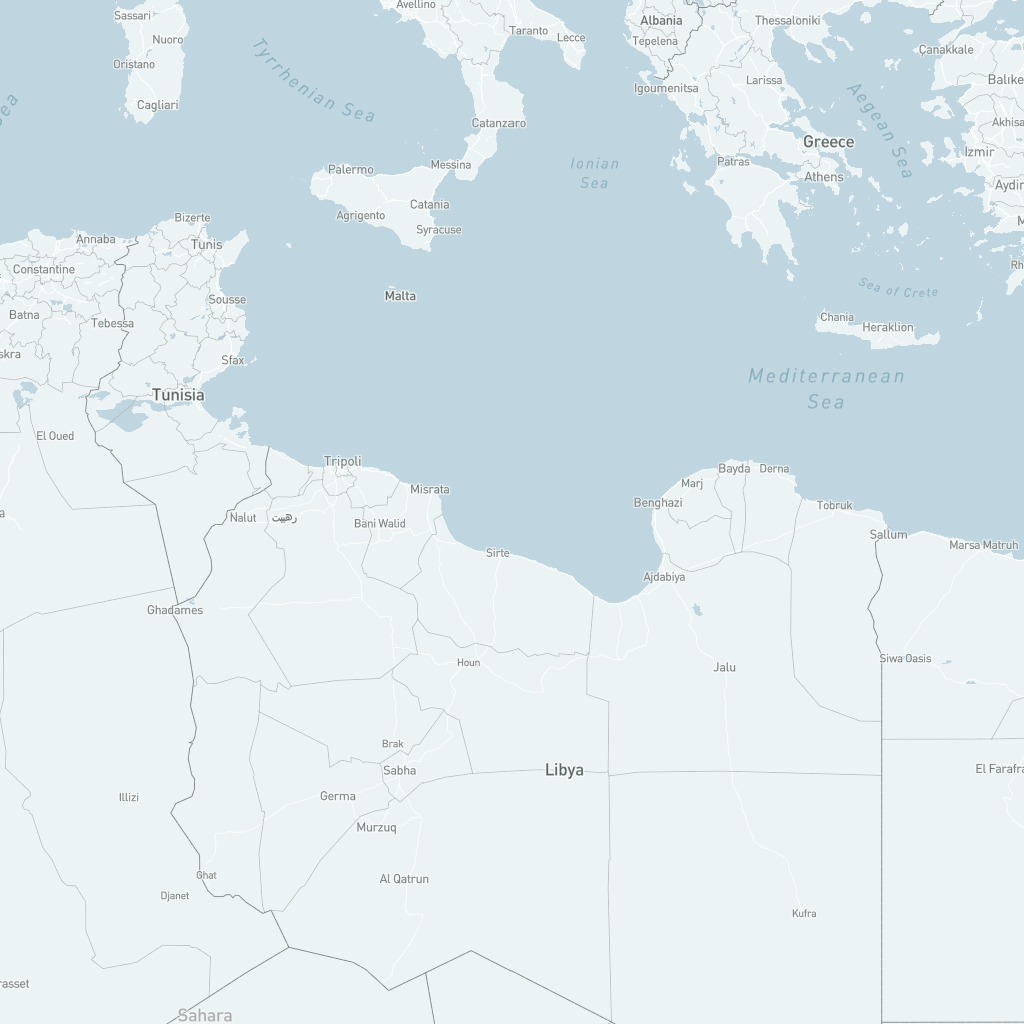 Avellino
Sassari
Taranto
Albania
Thessaloniki
Nuoro
Lecce
Tepelena
Çanakkale
Oristano
Tyrrhenian Sea
Larissa
Balıke
Igoumenitsa
Cagliari
Aegean Sea
Catanzaro
Akhisa
Greece
Izmir
Ionian
Sea
Palermo
Messina
Patras
Athens
Aydın
Catania
Agrigento
Bizerte
Syracuse
Annaba
Tunis
Constantine
Rh
Malta
Sea of Crete
Sousse
Batna
Tebessa
Chania
Heraklion
skra
Sfax
Mediterranean
Sea
Tunisia
El Oued
Tripoli
Bayda
Derna
Marj
Misrata
Benghazi
Tobruk
Nalut
رهيبت
Bani Walid
Sallum
Marsa Matruh
Sirte
Ajdabiya
Ghadames
Houn
Jalu
Siwa Oasis
Brak
Sabha
Libya
El Farafra
Illizi
Germa
Murzuq
Ghat
Al Qatrun
Djanet
Kufra
rasset
Sahara